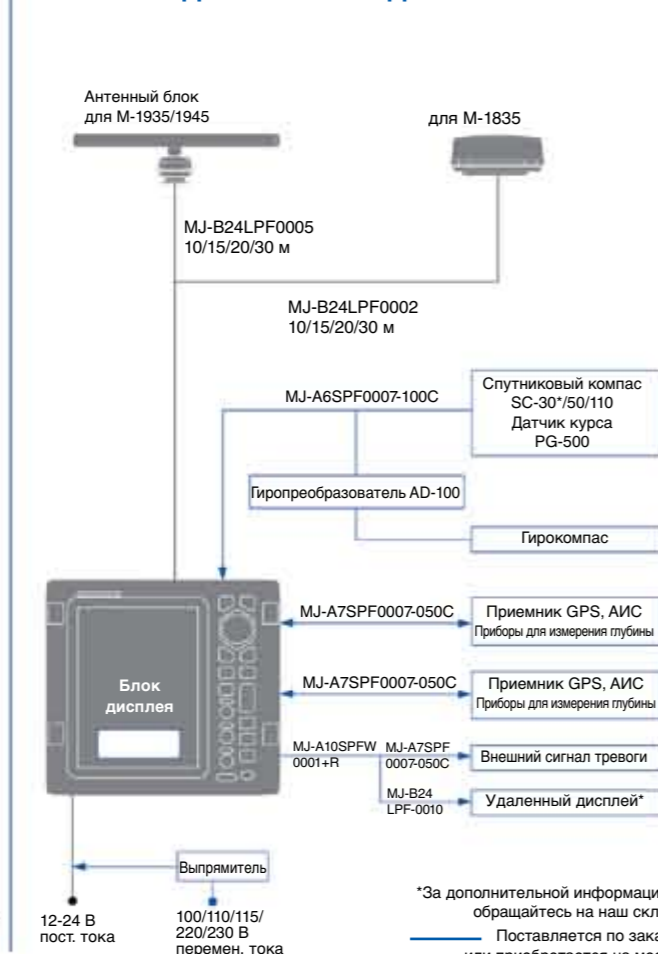 Антенный блок
для М-1935/1945
для М-1835
MJ-B24LPF0005
10/15/20/30 м
MJ-B24LPF0002
10/15/20/30 м
MJ-A6SPF0007-100C
Спутниковый компас
SC-30*/50/110
Датчик курса
PG-500
Гиропреобразователь AD-100
Гирокомпас
Блок
дисплея
MJ-A7SPF0007-050C
Приемник GPS, АИС
Приборы для измерения глубины
MJ-A7SPF0007-050C
Приемник GPS, АИС
Приборы для измерения глубины
MJ-A10SPFW
0001+R
MJ-A7SPF
0007-050C
Внешний сигнал тревоги
MJ-B24
LPF-0010
Удаленный дисплей*
Выпрямитель
12-24 В
пост. тока
100/110/115/
220/230 В
перемен. тока
*За дополнительной
обращайтесь на наш
Поставляется по
или приобретается на